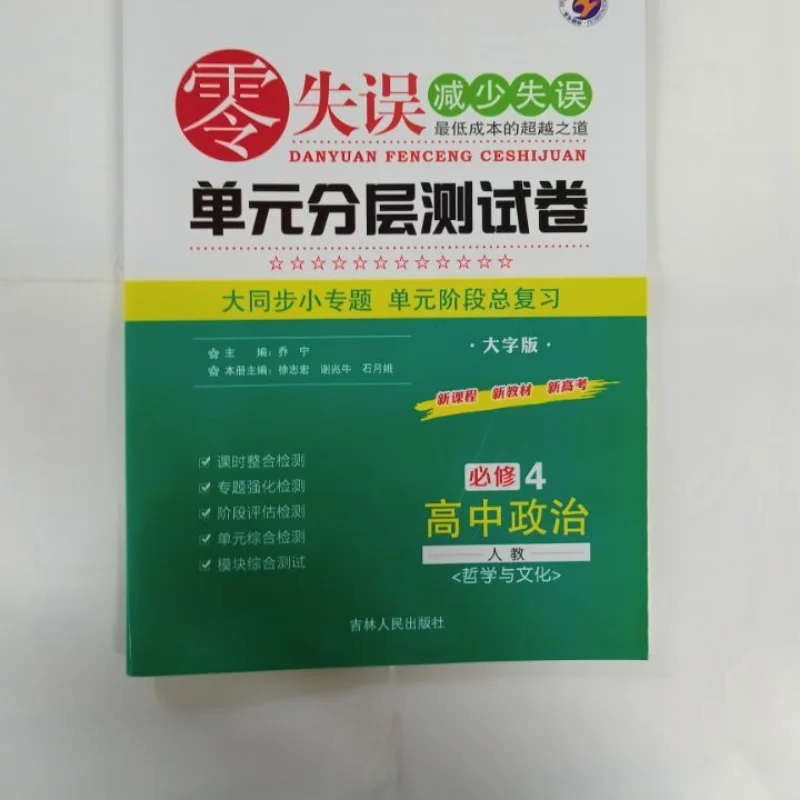 零失误 减少失误
最低成本的超越之道
DANYUAN FENCENG CESHIJUAN
单元分层测试卷
大同步小专题 单元阶段总复习
主 编:乔 宁
本册主编:徐志宏 谢兆牛 石月娥
·大字版·
新课程 新教材 新高考
课时整合检测
专题强化检测
阶段评估检测
单元综合检测
模块综合测试
必修4
高中政治
人教
<哲学与文化>
吉林人民出版社